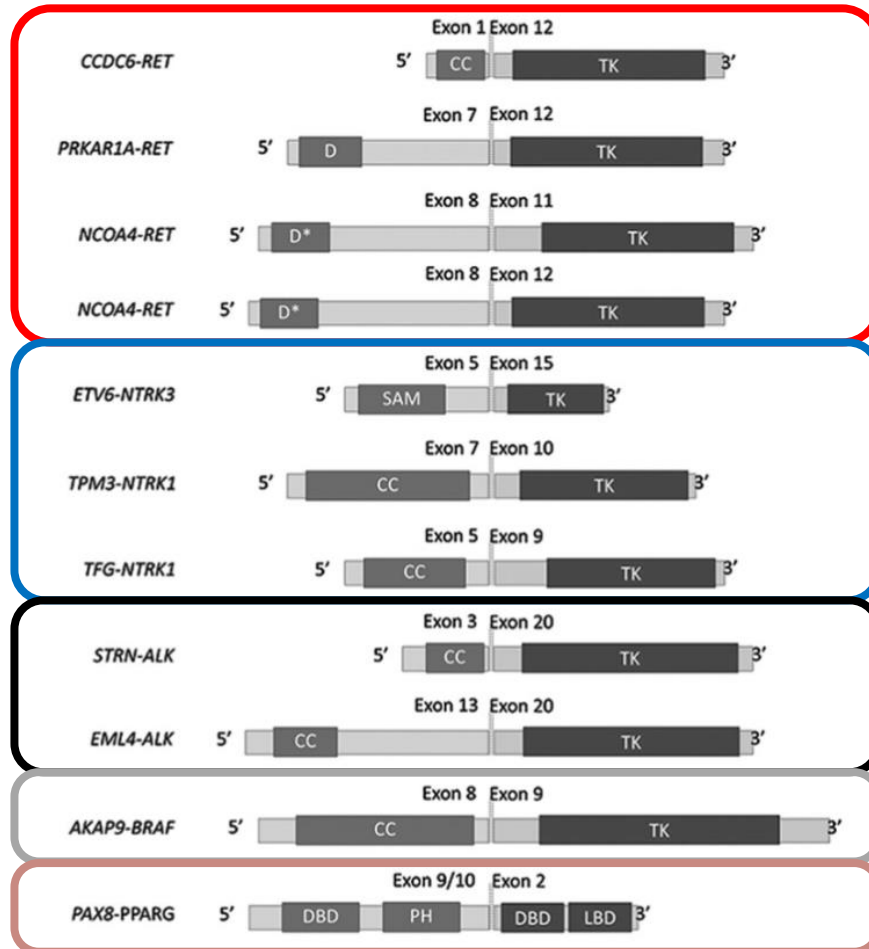 Exon 1 Exon 12
CCDC6-RET 5’ CC TK 3’
Exon 7 Exon 12
PRKAR1A-RET 5’ D TK 3’
Exon 8 Exon 11
NCOA4-RET 5’ D* TK 3’
Exon 8 Exon 12
NCOA4-RET 5’ D* TK 3’
Exon 5 Exon 15
ETV6-NTRK3 5’ SAM TK 3’
Exon 7 Exon 10
TPM3-NTRK1 5’ CC TK 3’
Exon 5 Exon 9
TFG-NTRK1 5’ CC TK 3’
Exon 3 Exon 20
STRN-ALK 5’ CC TK 3’
Exon 13 Exon 20
EML4-ALK 5’ CC TK 3’
Exon 8 Exon 9
AKAP9-BRAF 5’ CC TK 3’
Exon 9/10 Exon 2
PAX8-PPARG 5’ DBD PH DBD LBD 3’